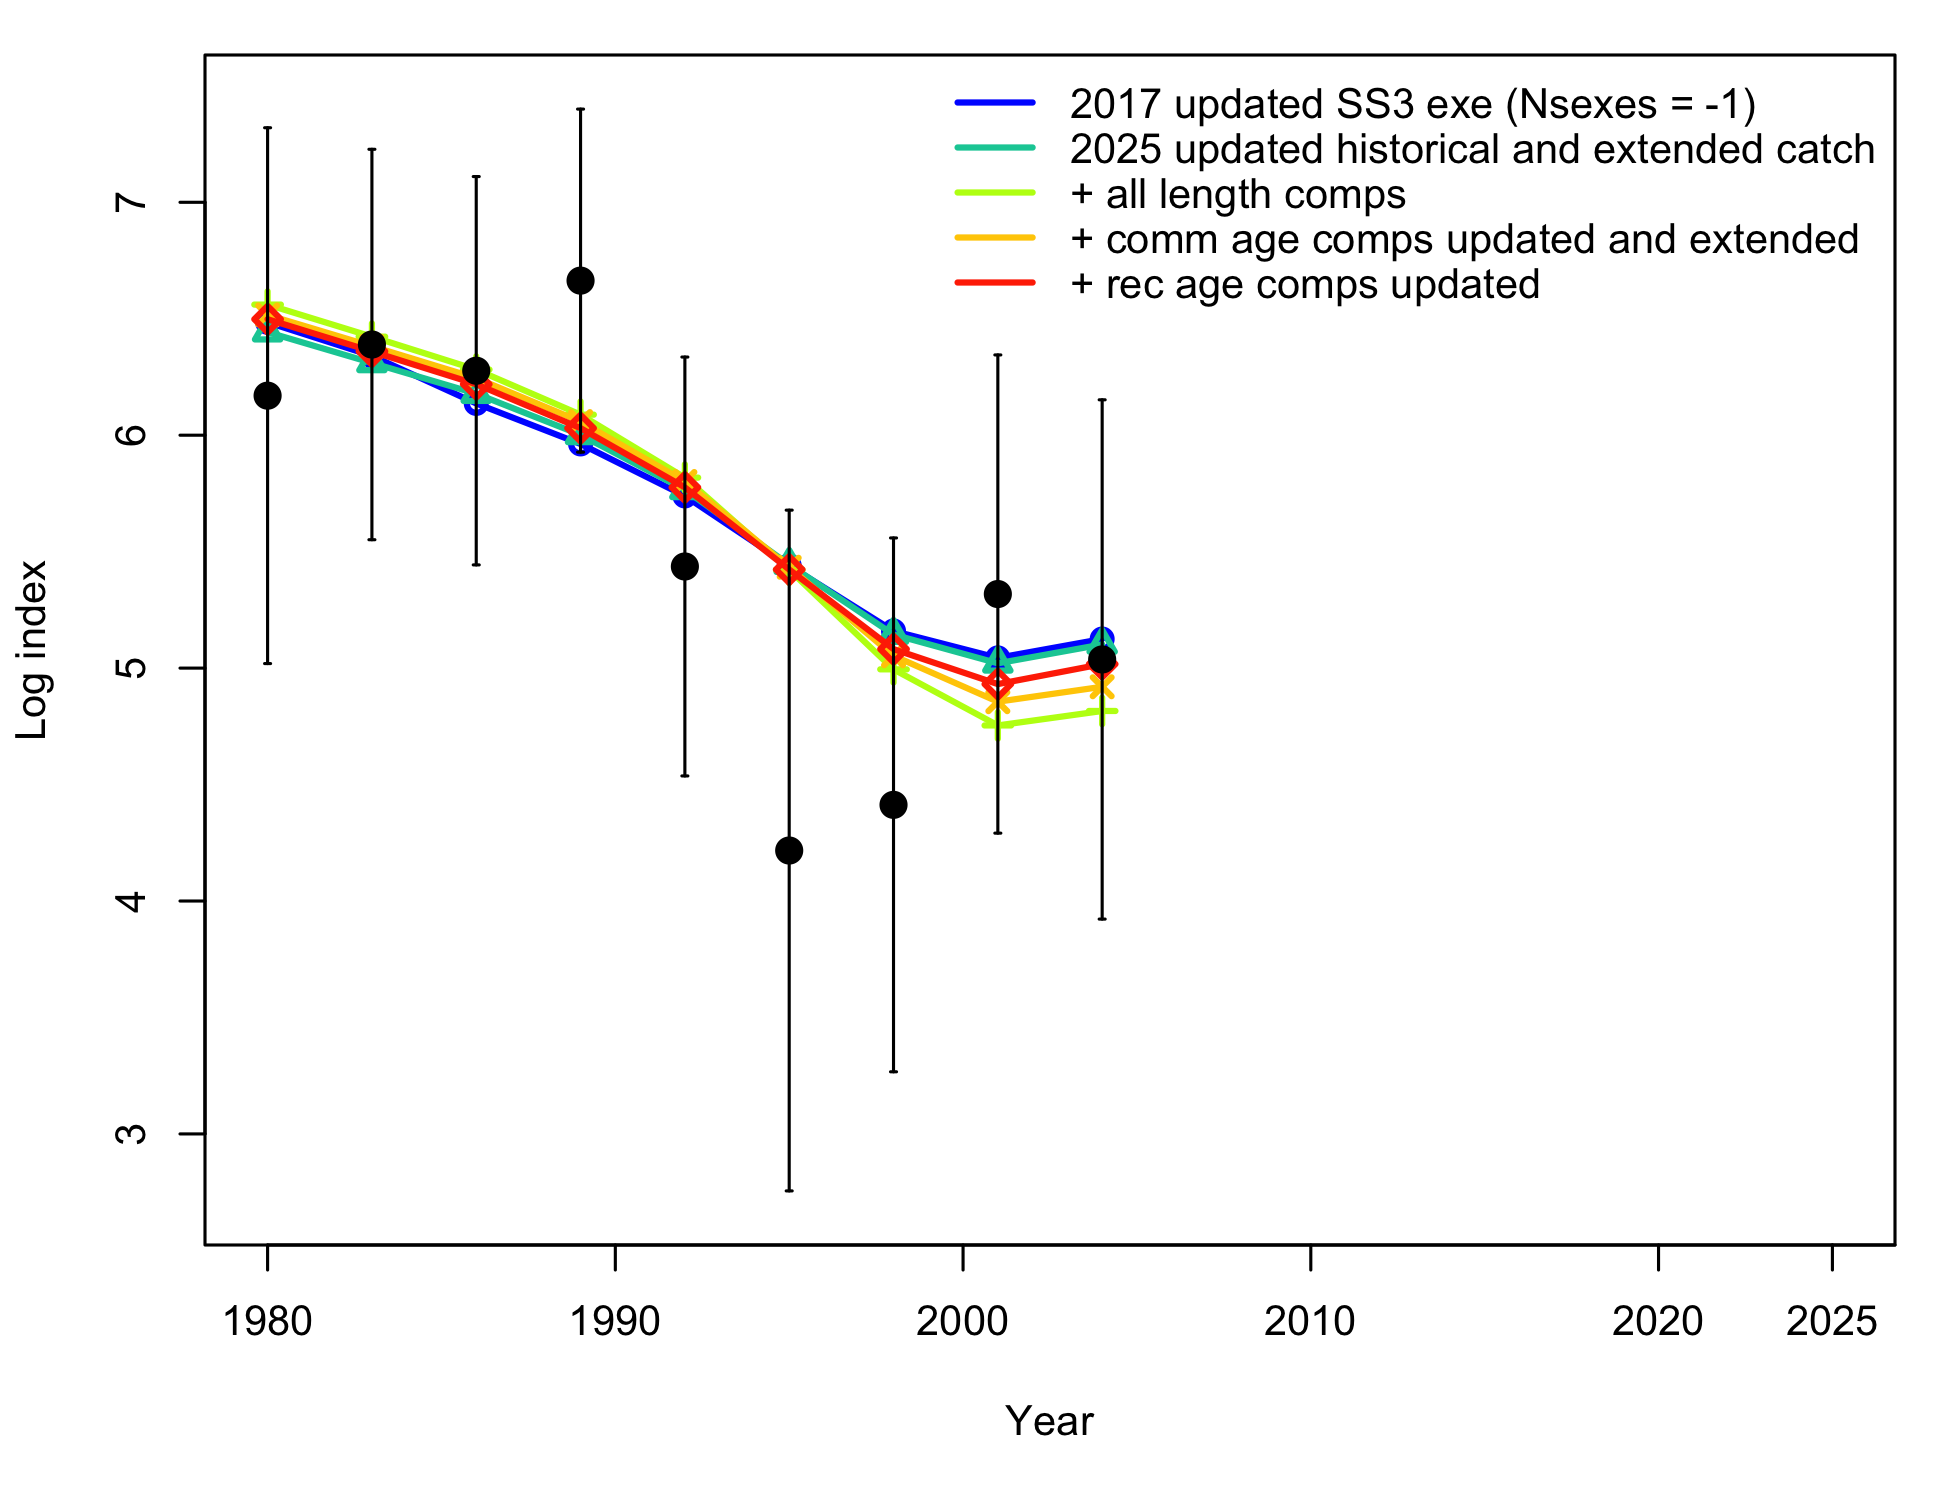 2017 updated SS3 exe (Nsexes = -1)
2025 updated historical and extended catch
+ all length comps
+ comm age comps updated and extended
+ rec age comps updated
Log index
7
6
5
4
3
1980 1990 2000 2010 2020 2025
Year